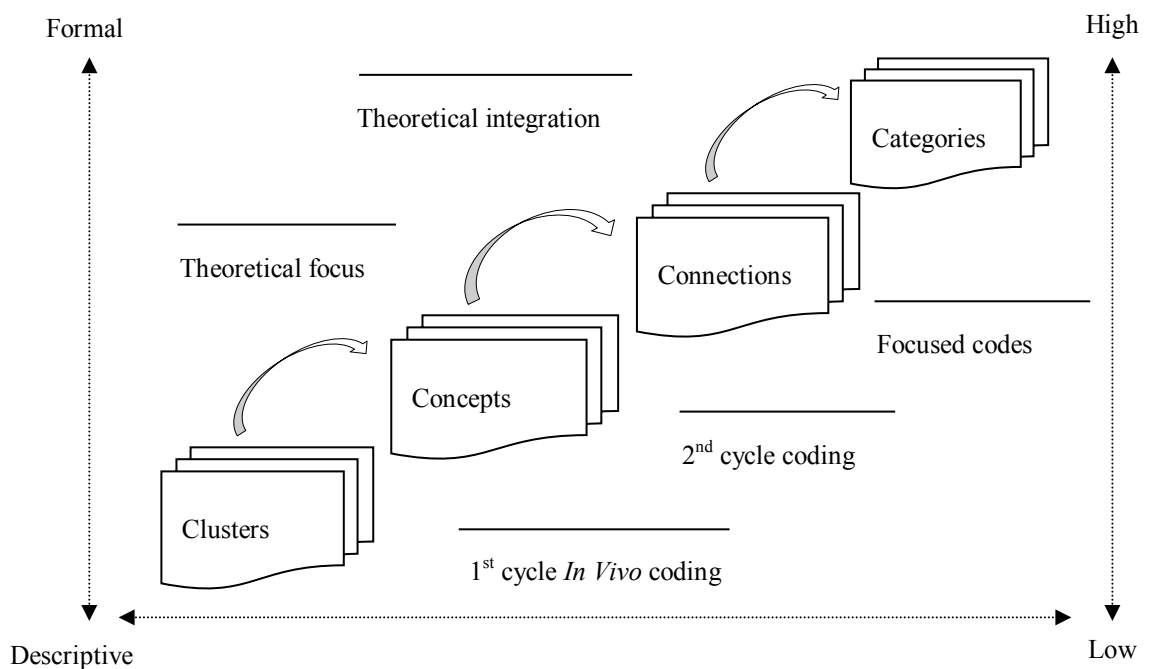 Formal
High
Theoretical integration
Categories
Theoretical focus
Connections
Focused codes
Concepts
2nd cycle coding
Clusters
1st cycle In Vivo coding
Descriptive
Low